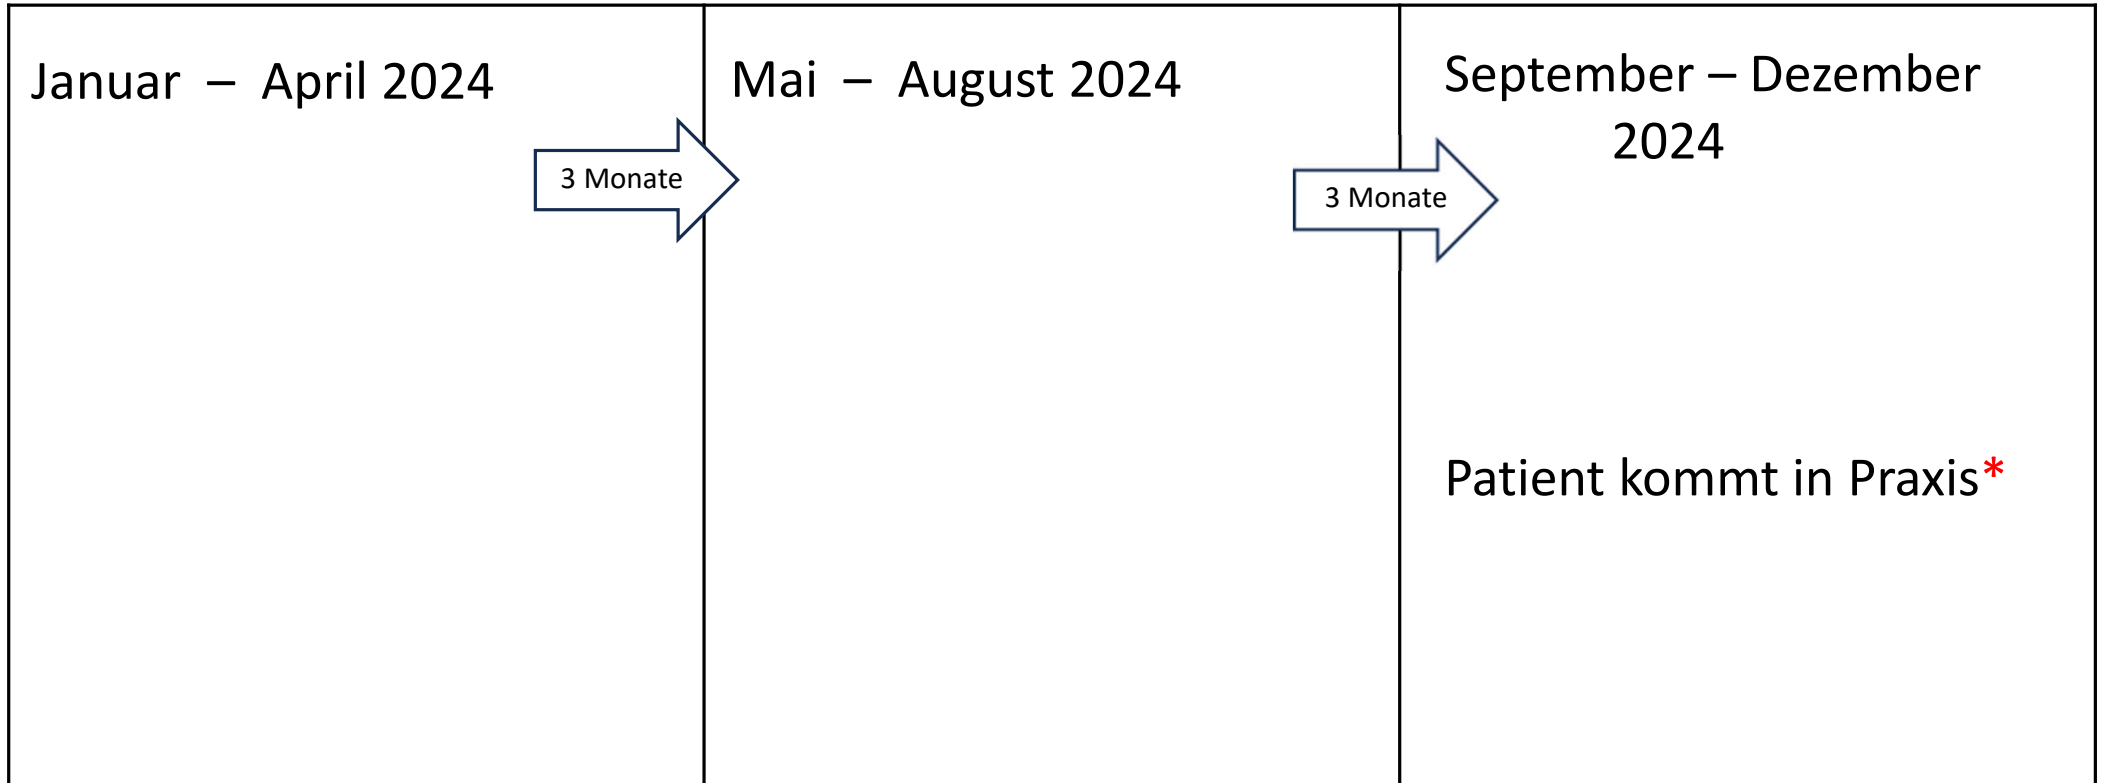 Januar – April 2024
3 Monate
Mai – August 2024
3 Monate
September – Dezember
2024
Patient kommt in Praxis*